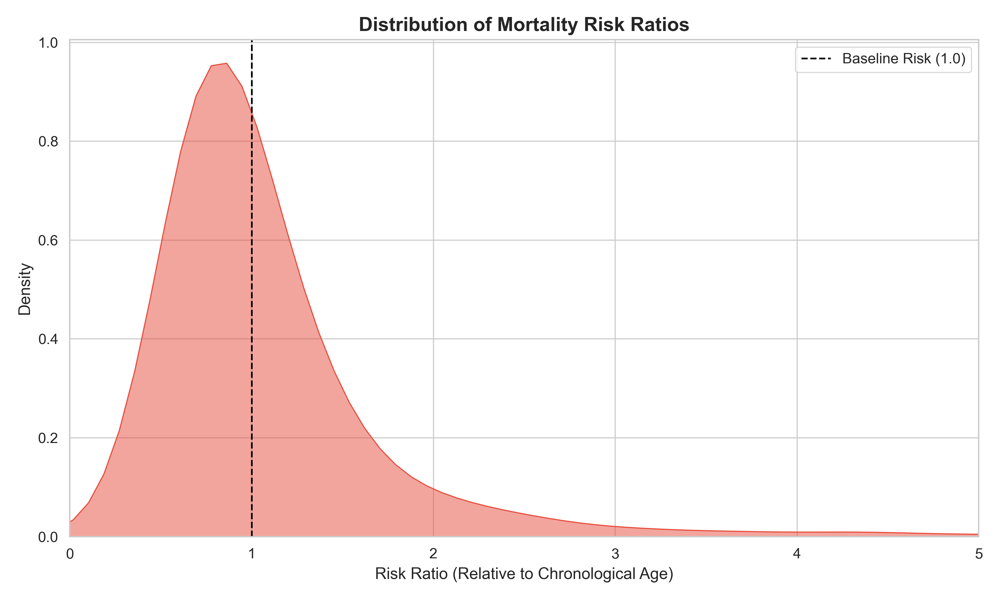 Distribution of Mortality Risk Ratios
1.0
0.8
0.6
0.4
0.2
0.0
Density
Baseline Risk (1.0)
0 1 2 3 4 5
Risk Ratio (Relative to Chronological Age)